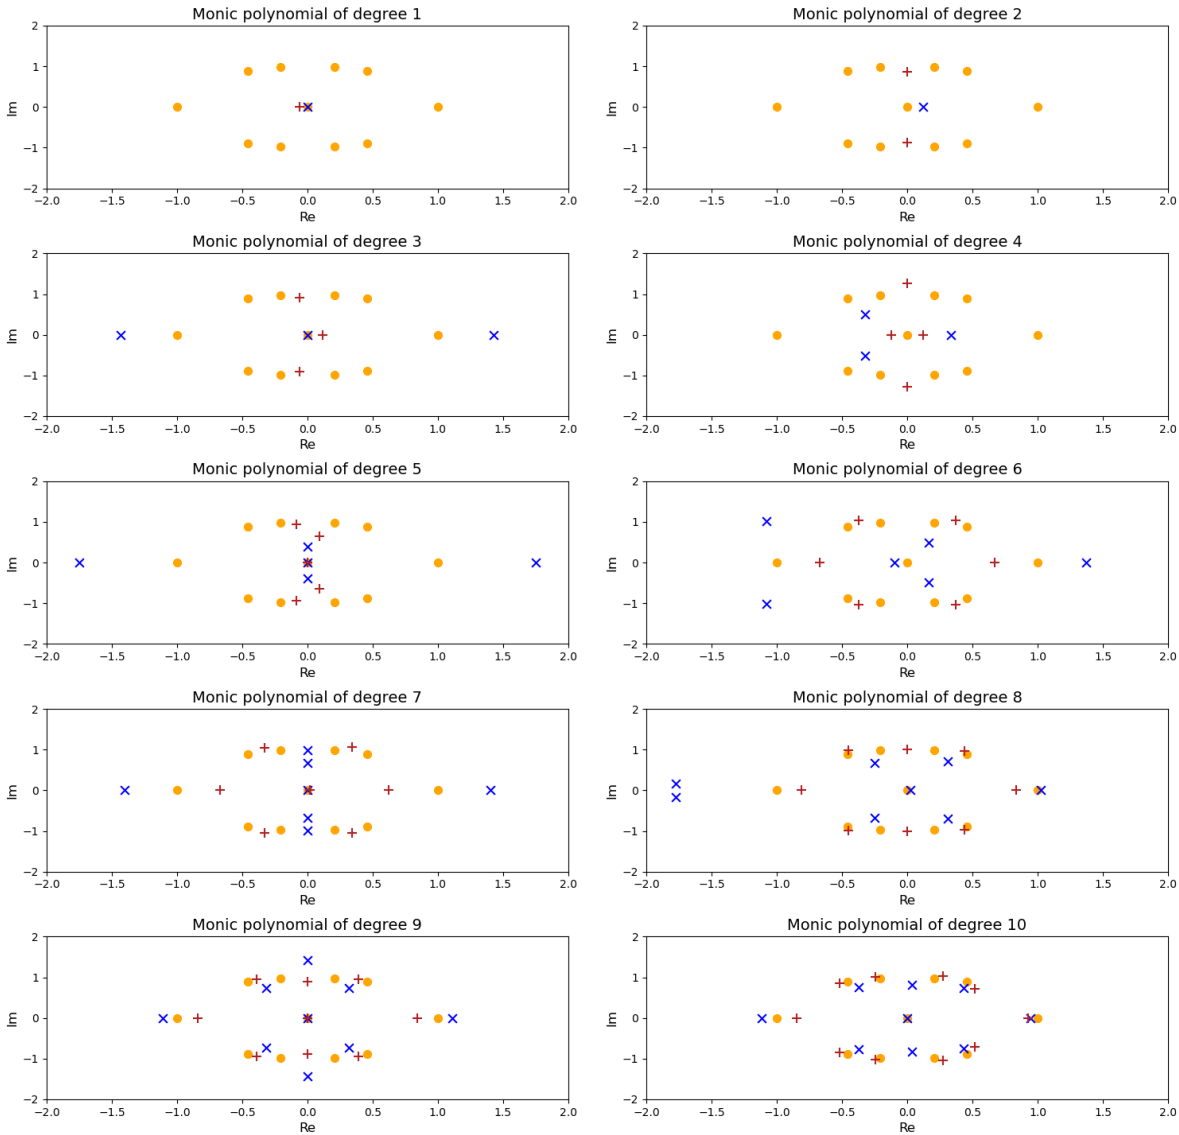 Monic polynomial of degree 1
2
1
0
−1
−2
Im
−2.0 −1.5 −1.0 −0.5 0.0 0.5 1.0 1.5 2.0
Re
Monic polynomial of degree 2
2
1
0
−1
−2
Im
−2.0 −1.5 −1.0 −0.5 0.0 0.5 1.0 1.5 2.0
Re
Monic polynomial of degree 3
2
1
0
−1
−2
Im
−2.0 −1.5 −1.0 −0.5 0.0 0.5 1.0 1.5 2.0
Re
Monic polynomial of degree 4
2
1
0
−1
−2
Im
−2.0 −1.5 −1.0 −0.5 0.0 0.5 1.0 1.5 2.0
Re
Monic polynomial of degree 5
2
1
0
−1
−2
Im
−2.0 −1.5 −1.0 −0.5 0.0 0.5 1.0 1.5 2.0
Re
Monic polynomial of degree 6
2
1
0
−1
−2
Im
−2.0 −1.5 −1.0 −0.5 0.0 0.5 1.0 1.5 2.0
Re
Monic polynomial of degree 7
2
1
0
−1
−2
Im
−2.0 −1.5 −1.0 −0.5 0.0 0.5 1.0 1.5 2.0
Re
Monic polynomial of degree 8
2
1
0
−1
−2
Im
−2.0 −1.5 −1.0 −0.5 0.0 0.5 1.0 1.5 2.0
Re
Monic polynomial of degree 9
2
1
0
−1
−2
Im
−2.0 −1.5 −1.0 −0.5 0.0 0.5 1.0 1.5 2.0
Re
Monic polynomial of degree 10
2
1
0
−1
−2
Im
−2.0 −1.5 −1.0 −0.5 0.0 0.5 1.0 1.5 2.0
Re